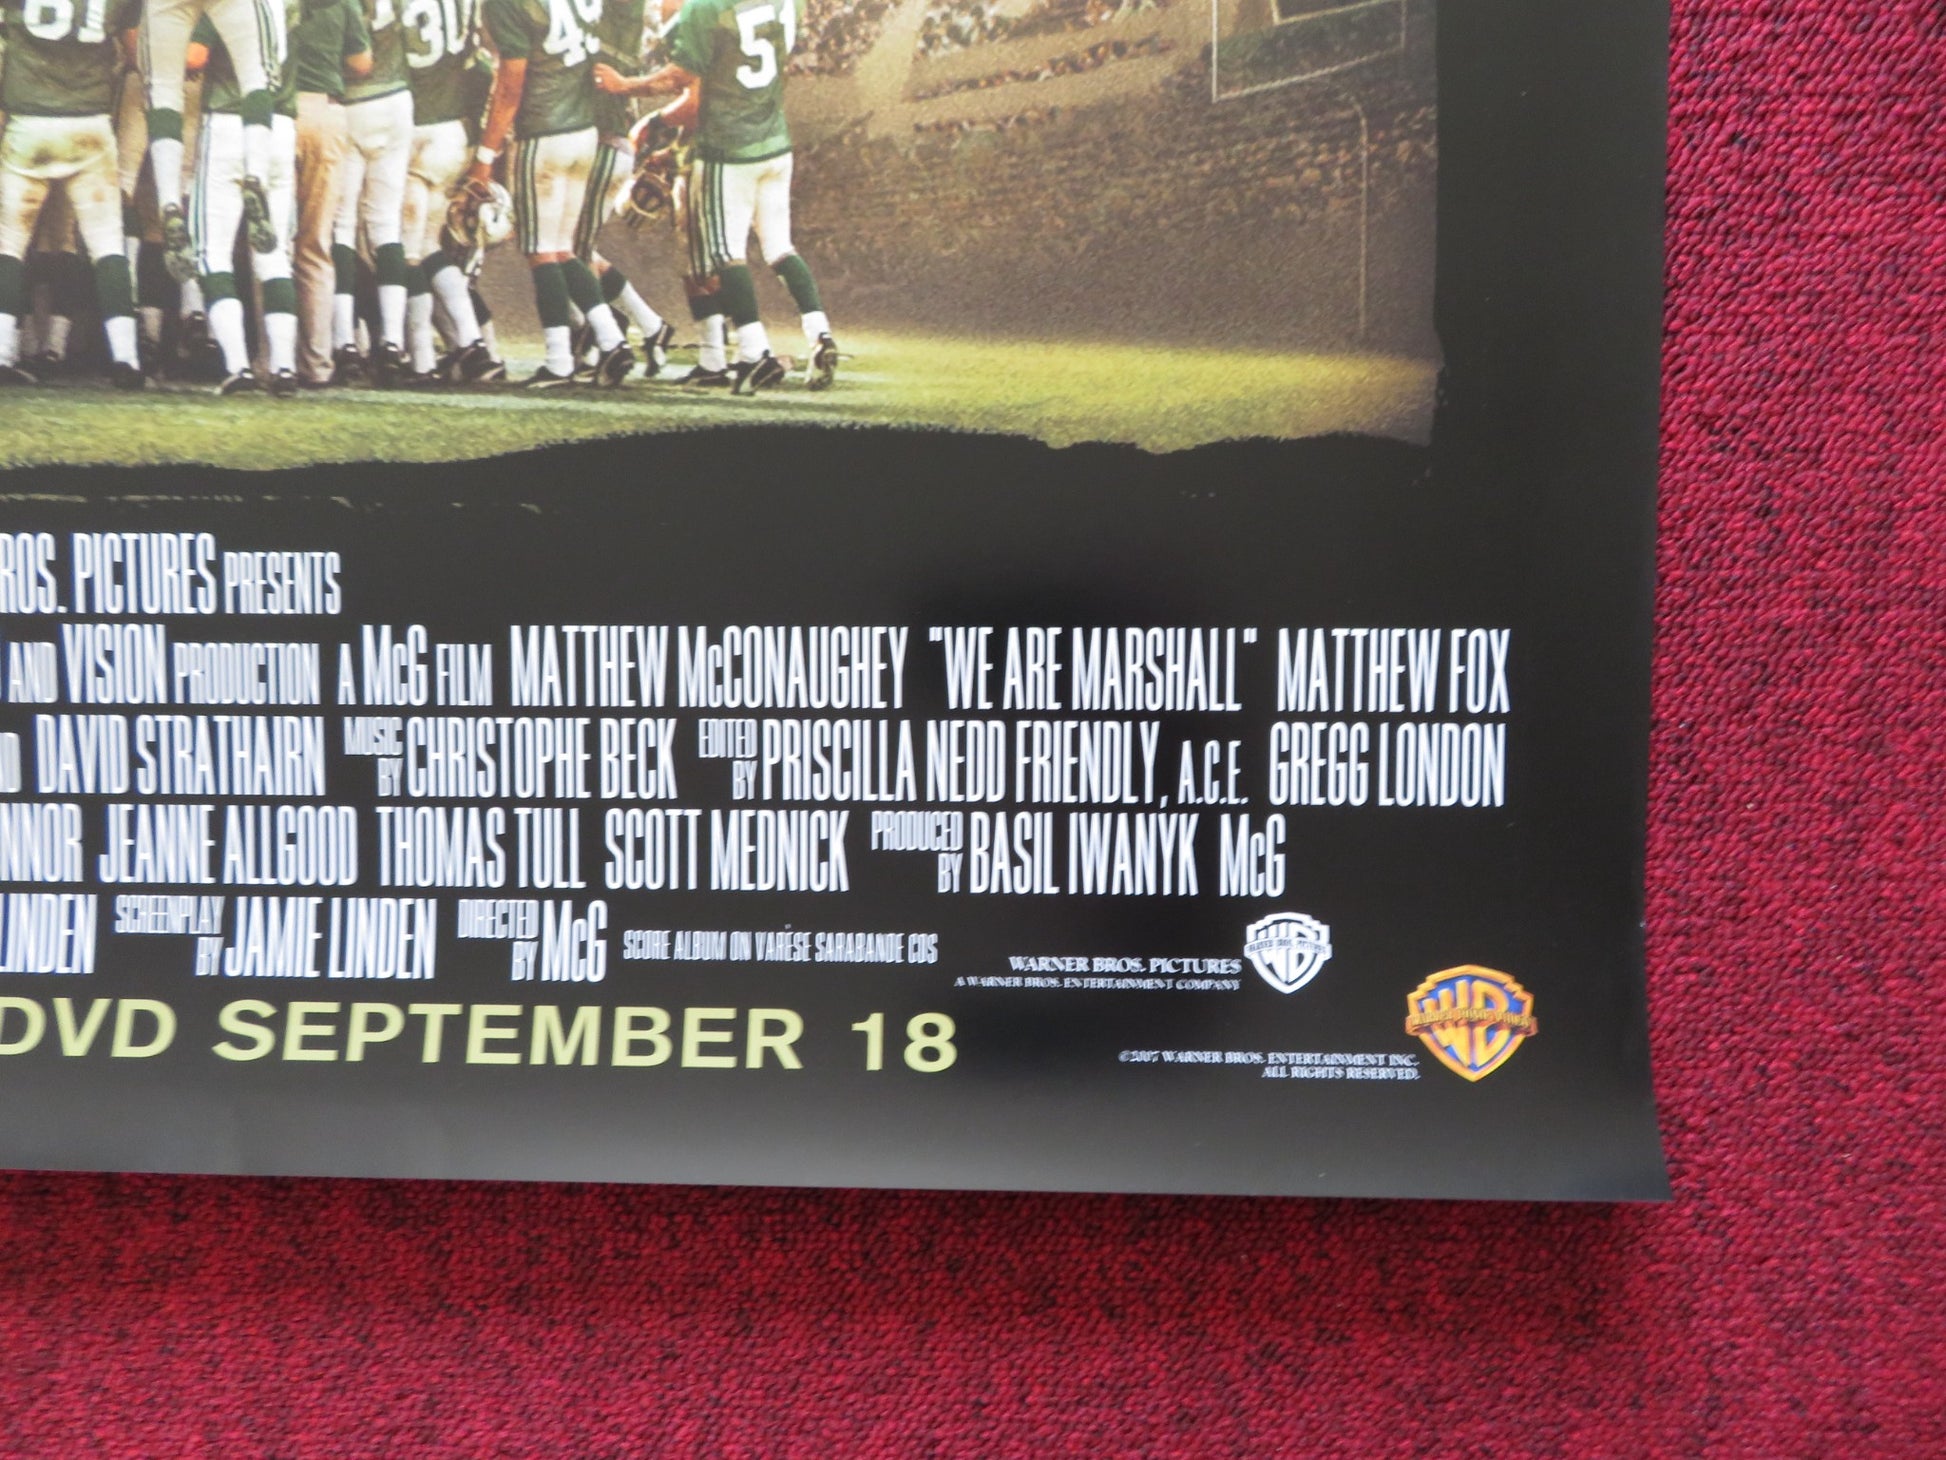 81
30
49
51
ROS. PICTURES PRESENTS
AND VISION PRODUCTION A McG FILM MATTHEW McCONAUGHEY "WE ARE MARSHALL" MATTHEW FOX
DAVID STRATHAIRN MUSIC BY CHRISTOPHE BECK EDITED BY PRISCILLA NEDD FRIENDLY, A.C.E. GREGG LONDON
NNOR JEANNE ALLGOOD THOMAS TULL SCOTT MEDNICK PRODUCED BY BASIL IWANYK McG
LINDEN SCREENPLAY BY JAMIE LINDEN DIRECTED BY McG SCORE ALBUM ON VARÈSE SARABANDE CDS
WARNER BROS. PICTURES
A WARNER BROS. ENTERTAINMENT COMPANY
DVD SEPTEMBER 18
©2007 WARNER BROS. ENTERTAINMENT INC.
ALL RIGHTS RESERVED.